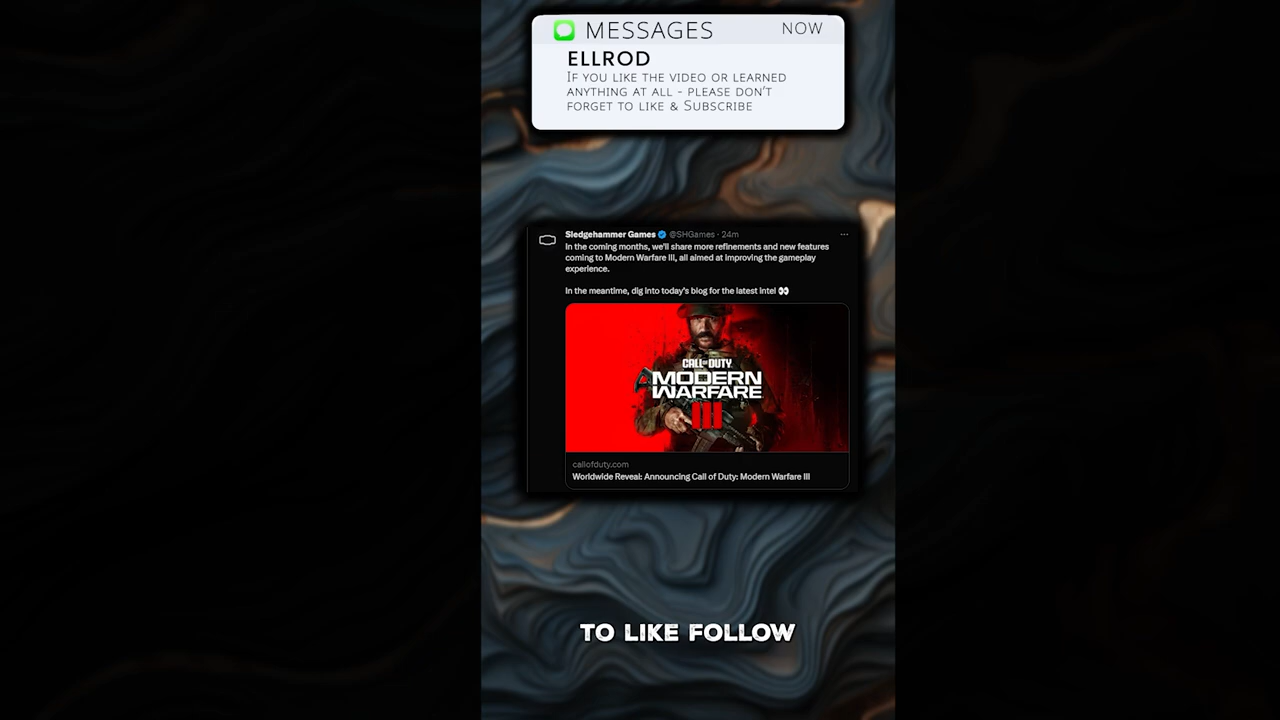 MESSAGES NOW
ELLROD
IF YOU LIKE THE VIDEO OR LEARNED
ANYTHING AT ALL - PLEASE DON'T
FORGET TO LIKE & SUBSCRIBE
Sledgehammer Games @SHGames · 24m ···
In the coming months, we'll share more refinements and new features
coming to Modern Warfare III, all aimed at improving the gameplay
experience.
In the meantime, dig into today's blog for the latest intel 👀
CALL OF DUTY
MODERN
WARFARE
III
callofduty.com
Worldwide Reveal: Announcing Call of Duty: Modern Warfare III
TO LIKE FOLLOW